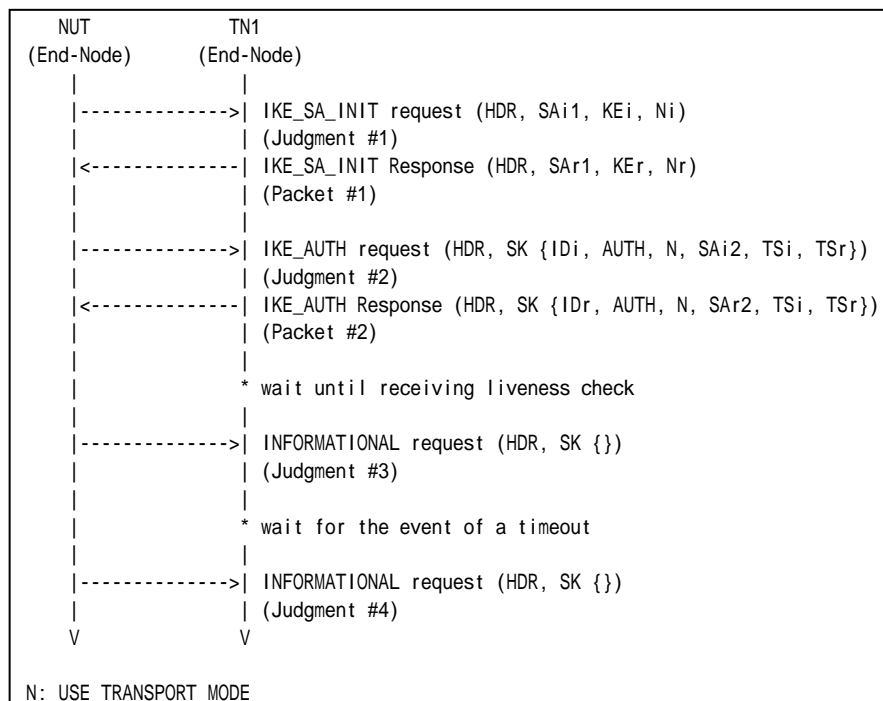 NUT TN1
(End-Node) (End-Node)
| |
|-------------->| IKE_SA_INIT request (HDR, SAi1, KEi, Ni)
| | (Judgment #1)
|<--------------| IKE_SA_INIT Response (HDR, SAr1, KEr, Nr)
| | (Packet #1)
| |
|-------------->| IKE_AUTH request (HDR, SK {IDi, AUTH, N, SAi2, TSi, TSr})
| | (Judgment #2)
|<--------------| IKE_AUTH Response (HDR, SK {IDr, AUTH, N, SAr2, TSi, TSr})
| | (Packet #2)
| |
| * wait until receiving liveness check
| |
|-------------->| INFORMATIONAL request (HDR, SK {})
| | (Judgment #3)
| |
| * wait for the event of a timeout
| |
|-------------->| INFORMATIONAL request (HDR, SK {})
| | (Judgment #4)
V V
N: USE TRANSPORT MODE